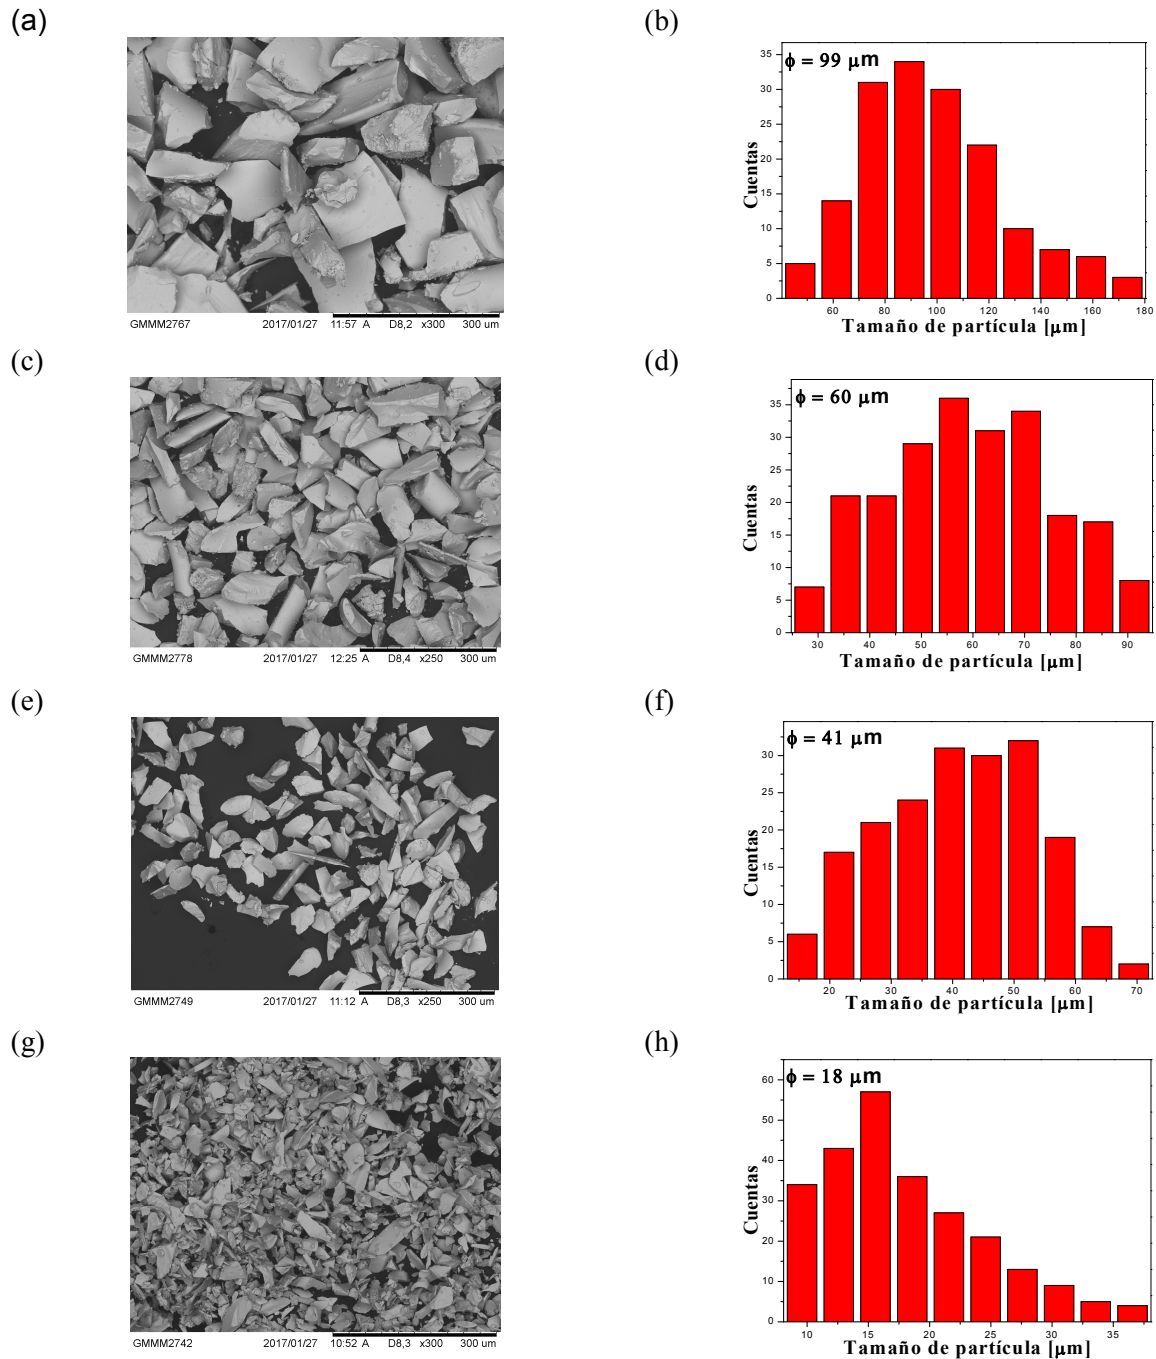 (a)
GMMM2767 2017/01/27 11:57 A D8,2 x300 300 um
(b)
ϕ = 99 μm
Cuentas
35
30
25
20
15
10
5
0
60 80 100 120 140 160 180
Tamaño de partícula [μm]
(c)
GMMM2778 2017/01/27 12:25 A D8,4 x250 300 um
(d)
ϕ = 60 μm
Cuentas
35
30
25
20
15
10
5
0
30 40 50 60 70 80 90
Tamaño de partícula [μm]
(e)
GMMM2749 2017/01/27 11:12 A D8,3 x250 300 um
(f)
ϕ = 41 μm
Cuentas
30
25
20
15
10
5
0
20 30 40 50 60 70
Tamaño de partícula [μm]
(g)
GMMM2742 2017/01/27 10:52 A D8,3 x300 300 um
(h)
ϕ = 18 μm
Cuentas
60
50
40
30
20
10
0
10 15 20 25 30 35
Tamaño de partícula [μm]